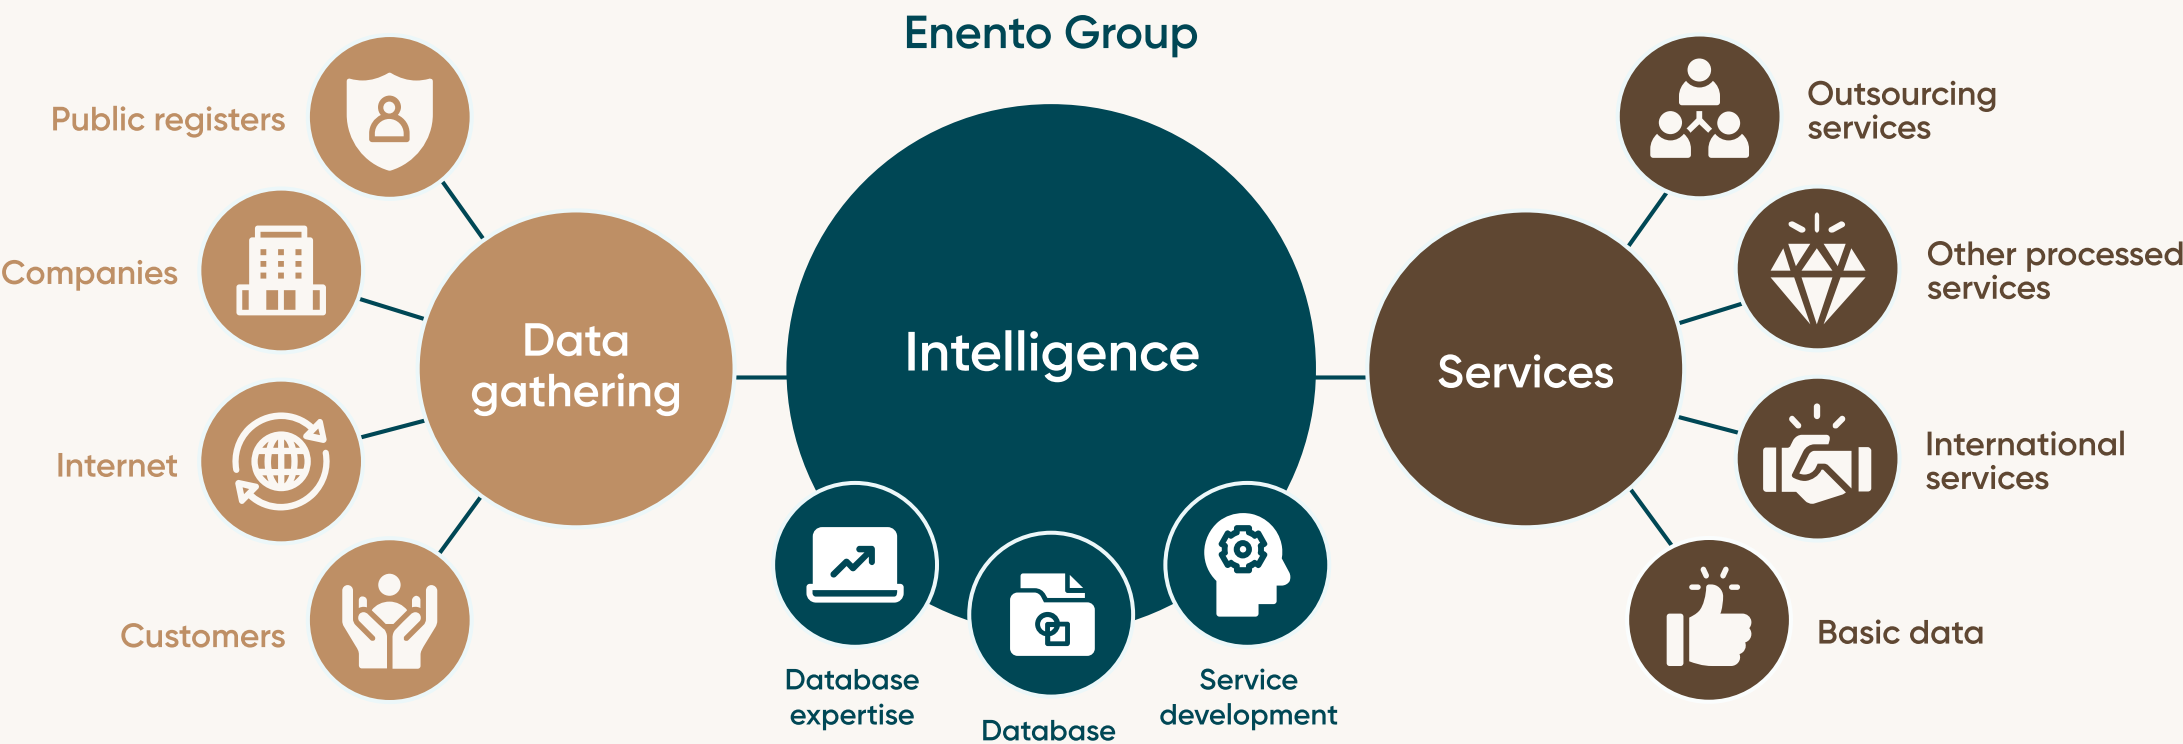 Enento Group
Public registers
Companies
Internet
Customers
Data
gathering
Intelligence
Database
expertise
Database
Service
development
Services
Outsourcing
services
Other processed
services
International
services
Basic data